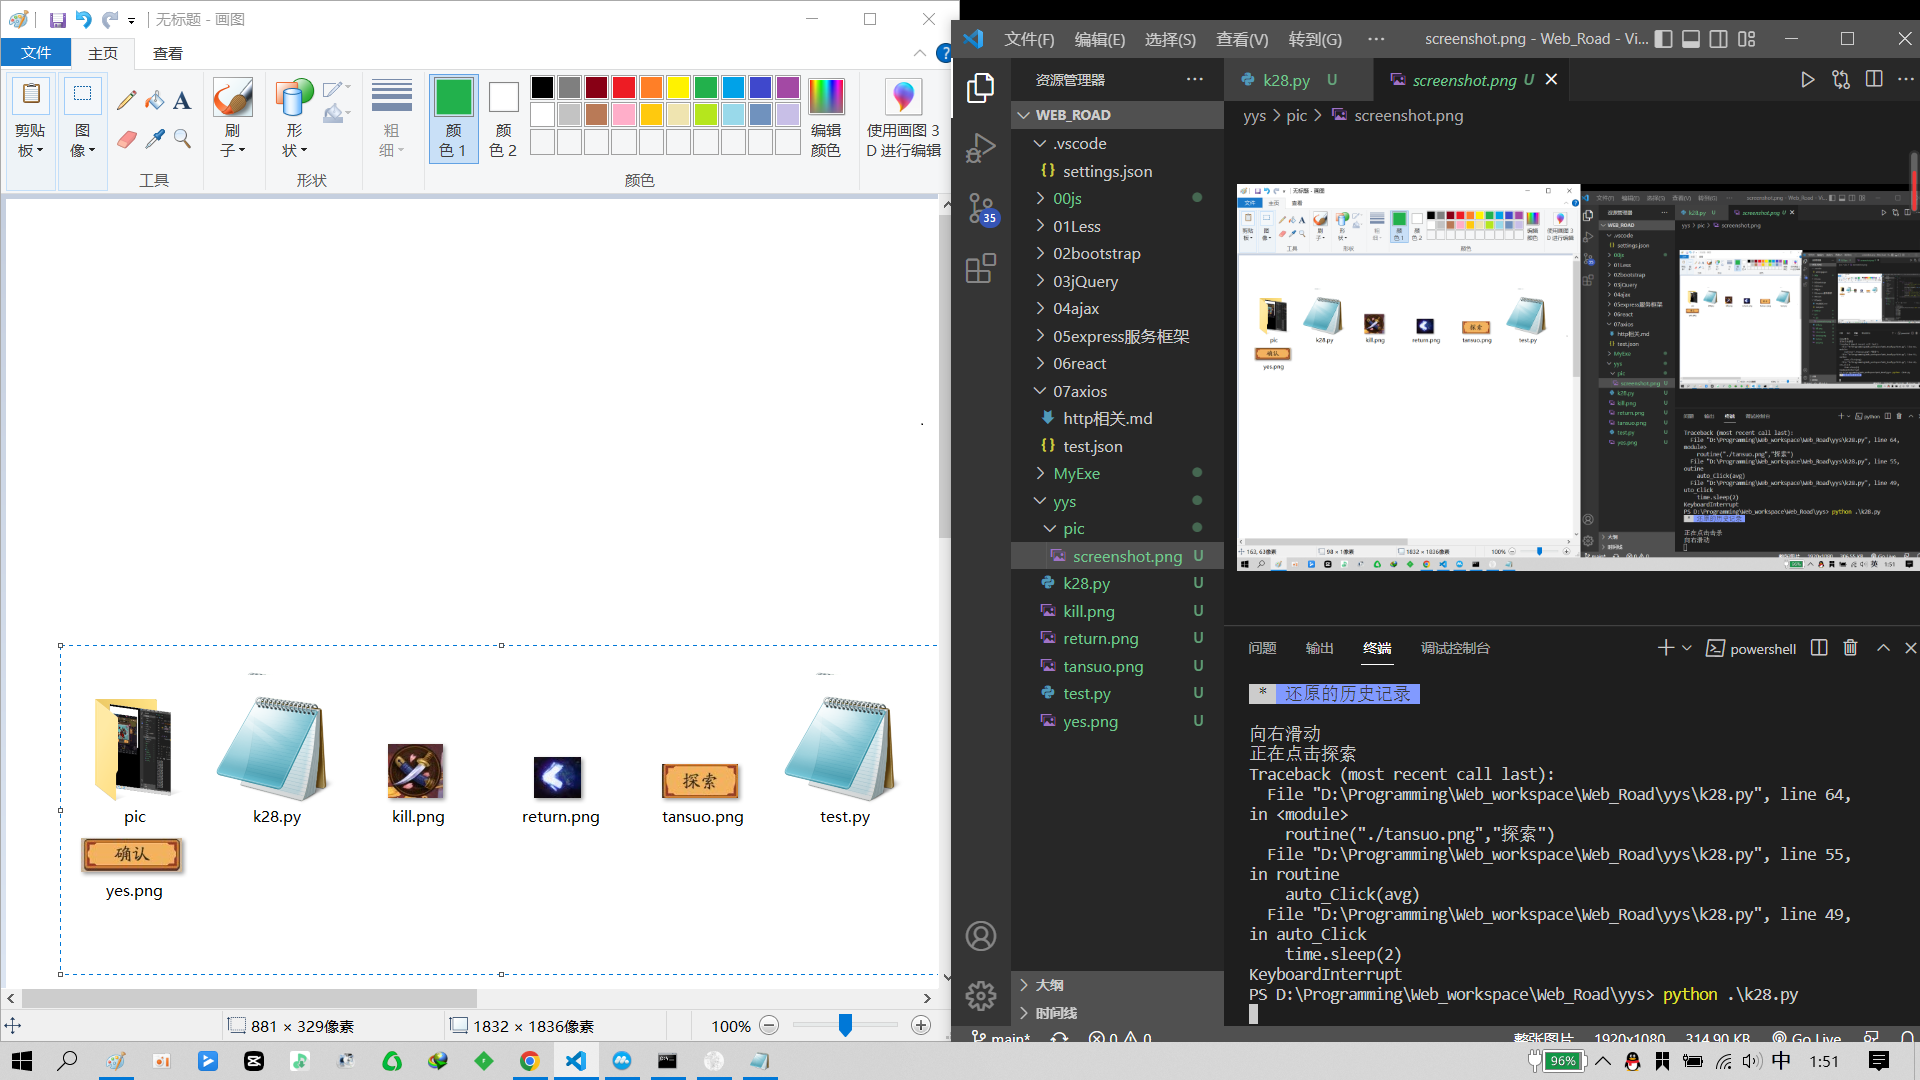 无标题 - 画图
文件
主页
查看
剪贴
板
图
像
工具
刷
子
形
状
形状
粗
细
颜
色 1
颜
色 2
编辑
颜色
颜色
使用画图 3
D 进行编辑
pic
k28.py
kill.png
return.png
探索
tansuo.png
test.py
确认
yes.png
881 × 329像素
1832 × 1836像素
100%
文件(F)
编辑(E)
选择(S)
查看(V)
转到(G)
screenshot.png - Web_Road - Vi...
资源管理器
WEB_ROAD
.vscode
settings.json
00js
01Less
02bootstrap
03jQuery
04ajax
05express服务框架
06react
07axios
http相关.md
test.json
MyExe
yys
pic
screenshot.png U
k28.py U
kill.png U
return.png U
tansuo.png U
test.py U
yes.png U
大纲
时间线
35
k28.py U
screenshot.png U
yys > pic > screenshot.png
问题
输出
终端
调试控制台
powershell
* 还原的历史记录
向右滑动
正在点击探索
Traceback (most recent call last):
File "D:\Programming\Web_workspace\Web_Road\yys\k28.py", line 64,
in <module>
routine("./tansuo.png","探索")
File "D:\Programming\Web_workspace\Web_Road\yys\k28.py", line 55,
in routine
auto_Click(avg)
File "D:\Programming\Web_workspace\Web_Road\yys\k28.py", line 49,
in auto_Click
time.sleep(2)
KeyboardInterrupt
PS D:\Programming\Web_workspace\Web_Road\yys> python .\k28.py
main*
0
0
整张图片
1920x1080
314.90 KB
Go Live
96%
中
1:51